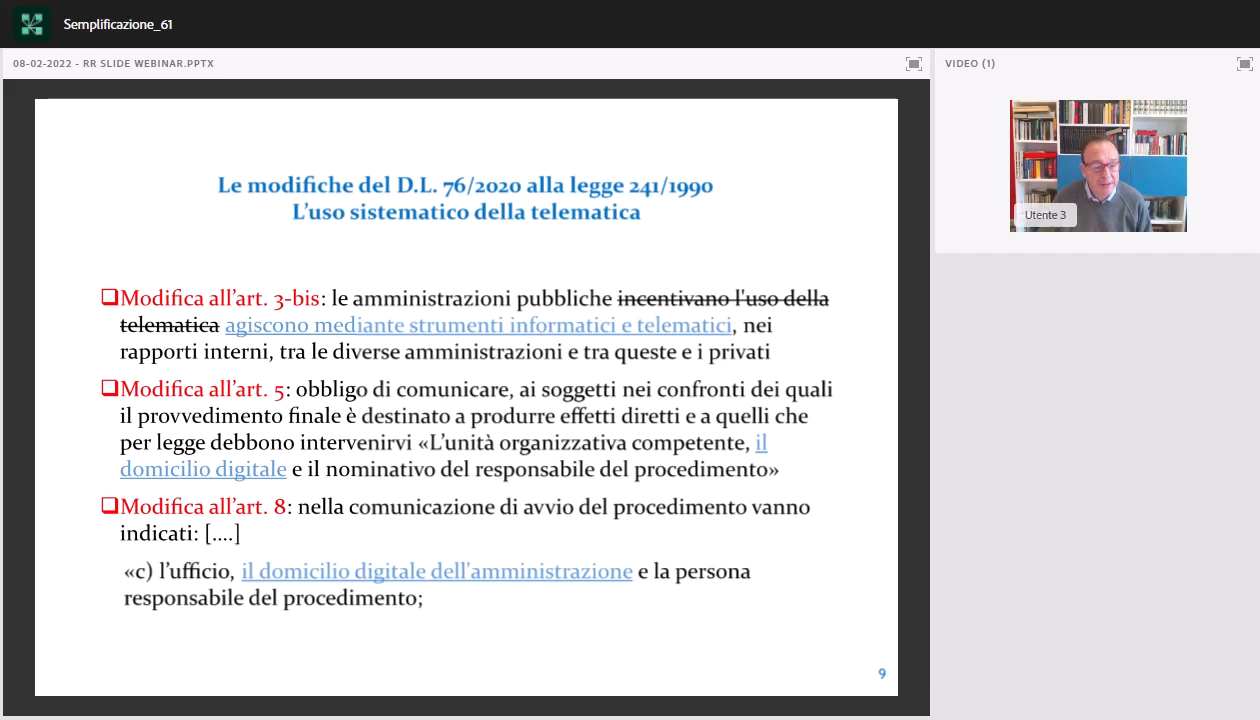 Semplificazione_61
08-02-2022 - RR SLIDE WEBINAR.PPTX
VIDEO (1)
Le modifiche del D.L. 76/2020 alla legge 241/1990
L'uso sistematico della telematica
❑Modifica all'art. 3-bis: le amministrazioni pubbliche incentivano l'uso della
telematica agiscono mediante strumenti informatici e telematici, nei
rapporti interni, tra le diverse amministrazioni e tra queste e i privati
❑Modifica all'art. 5: obbligo di comunicare, ai soggetti nei confronti dei quali
il provvedimento finale è destinato a produrre effetti diretti e a quelli che
per legge debbono intervenirvi «L'unità organizzativa competente, il
domicilio digitale e il nominativo del responsabile del procedimento»
❑Modifica all'art. 8: nella comunicazione di avvio del procedimento vanno
indicati: [....]
«c) l'ufficio, il domicilio digitale dell'amministrazione e la persona
responsabile del procedimento;
9
Utente 3